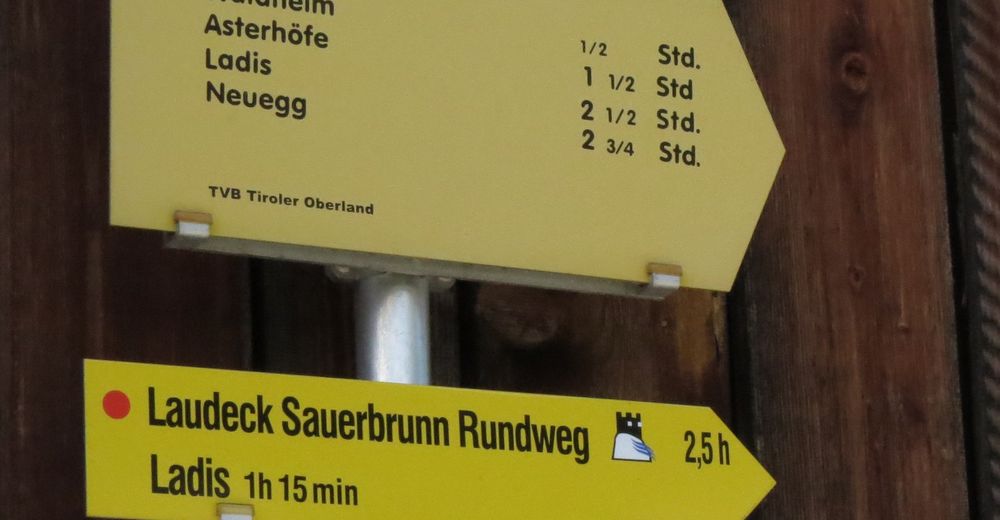 Waldheim 1/2 Std.
Asterhöfe 1 1/2 Std
Ladis 2 1/2 Std.
Neuegg 2 3/4 Std.
TVB Tiroler Oberland
Laudeck Sauerbrunn Rundweg 2,5 h
Ladis 1h 15 min